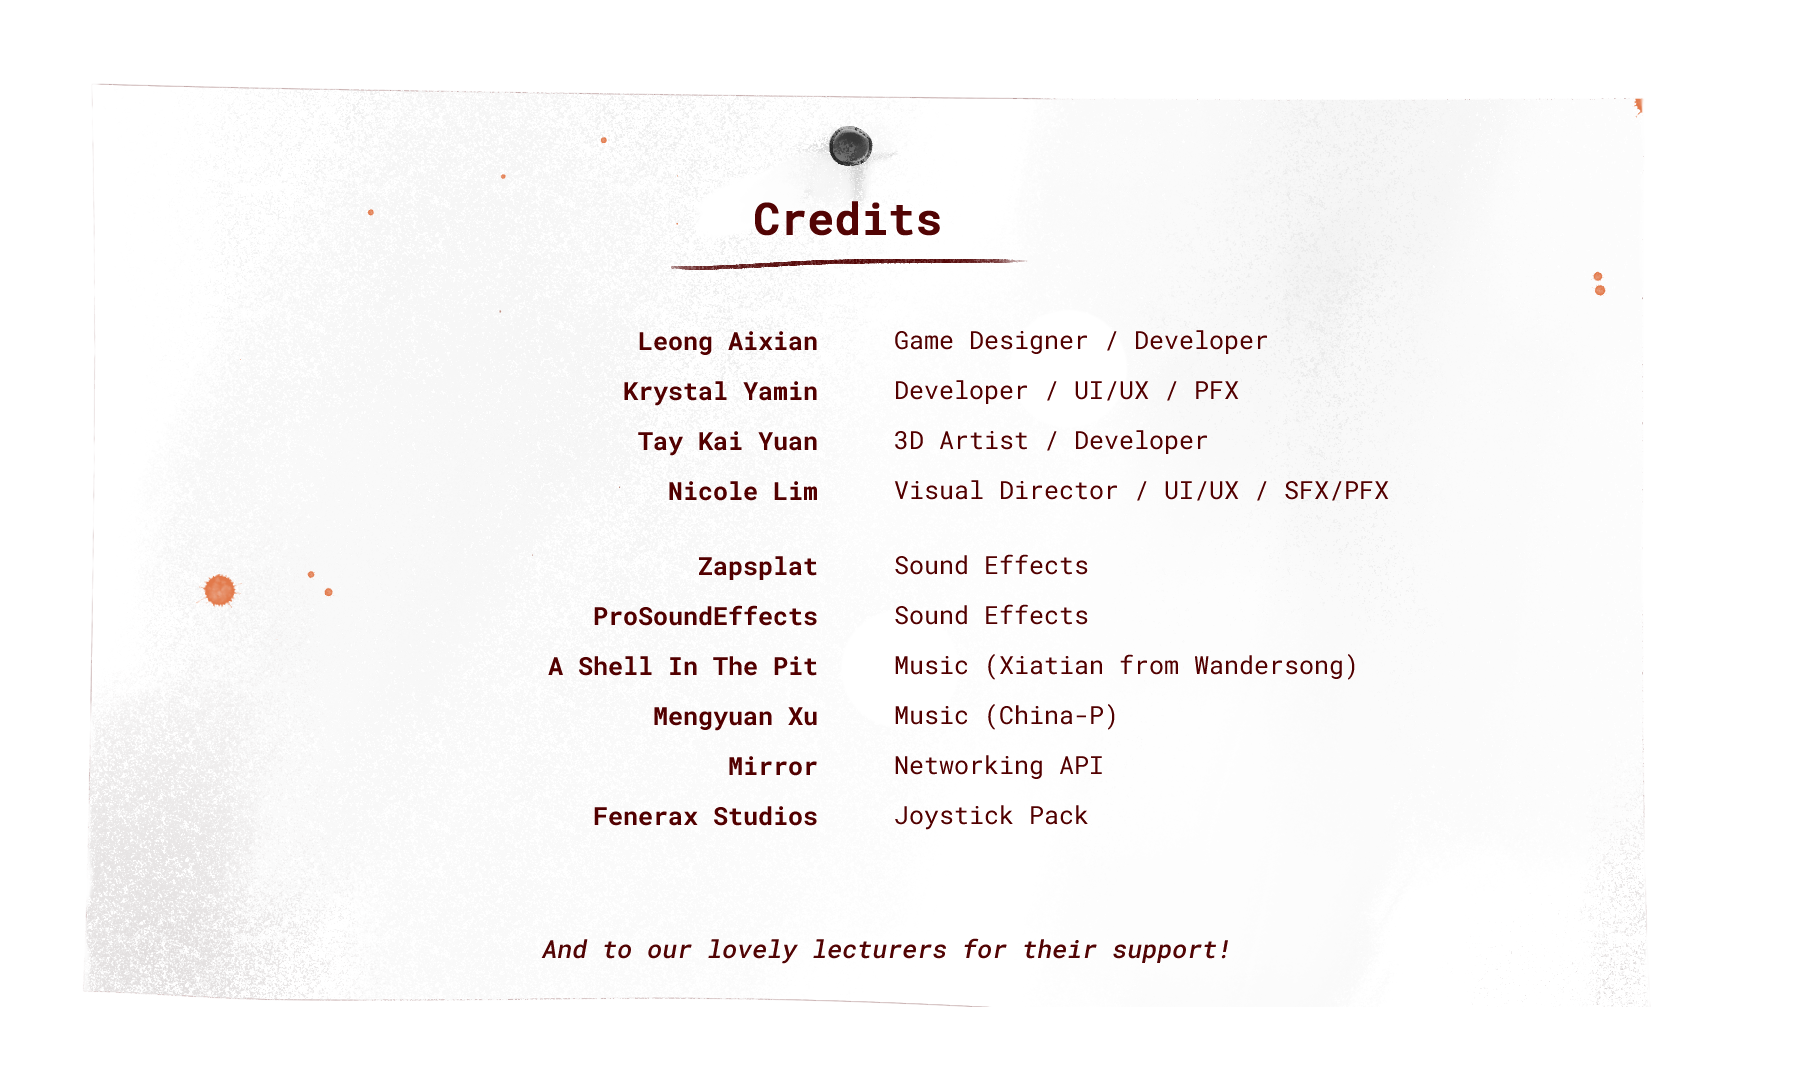 Credits
Leong Aixian Game Designer / Developer
Krystal Yamin Developer / UI/UX / PFX
Tay Kai Yuan 3D Artist / Developer
Nicole Lim Visual Director / UI/UX / SFX/PFX
Zapsplat Sound Effects
ProSoundEffects Sound Effects
A Shell In The Pit Music (Xiatian from Wandersong)
Mengyuan Xu Music (China-P)
Mirror Networking API
Fenerax Studios Joystick Pack
And to our lovely lecturers for their support!